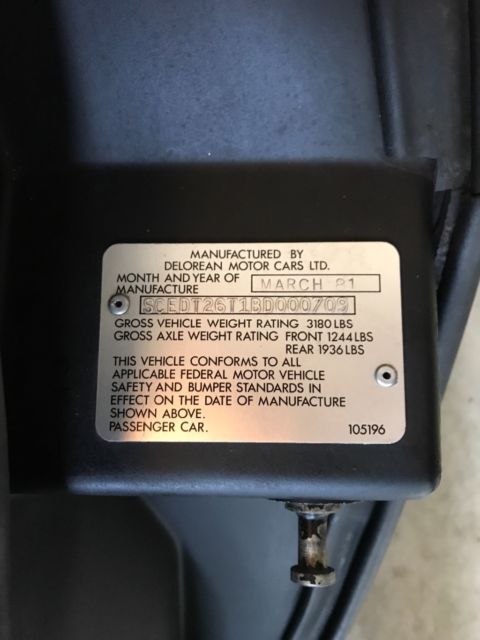 MANUFACTURED BY
DELOREAN MOTOR CARS LTD.
MONTH AND YEAR OF
MANUFACTURE MARCH 81
SCEDT26T1BD000709
GROSS VEHICLE WEIGHT RATING 3180 LBS
GROSS AXLE WEIGHT RATING FRONT 1244 LBS
REAR 1936 LBS
THIS VEHICLE CONFORMS TO ALL
APPLICABLE FEDERAL MOTOR VEHICLE
SAFETY AND BUMPER STANDARDS IN
EFFECT ON THE DATE OF MANUFACTURE
SHOWN ABOVE.
PASSENGER CAR. 105196